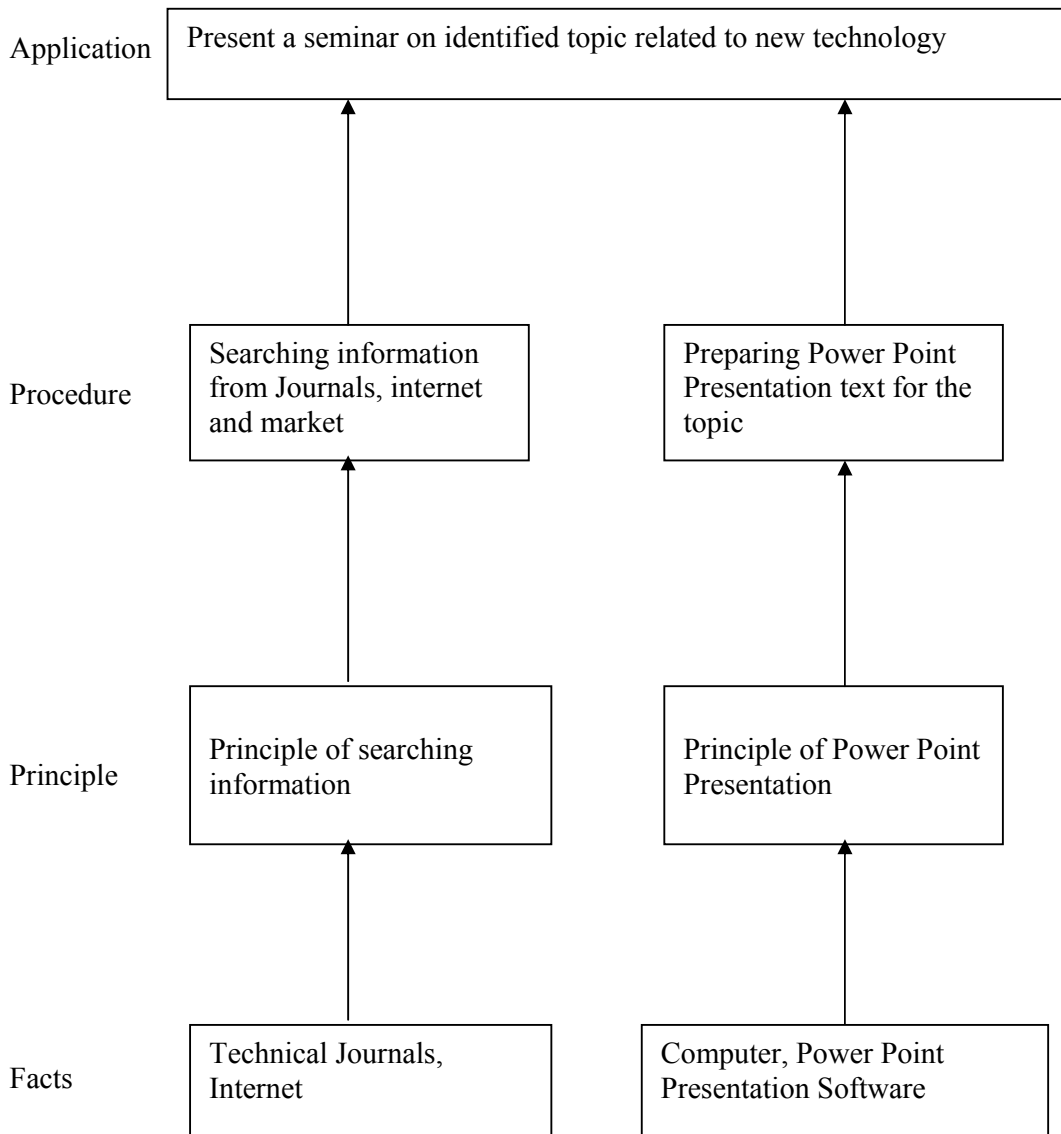 Application
Present a seminar on identified topic related to new technology
Procedure
Searching information
from Journals, internet
and market
Preparing Power Point
Presentation text for the
topic
Principle
Principle of searching
information
Principle of Power Point
Presentation
Facts
Technical Journals,
Internet
Computer, Power Point
Presentation Software